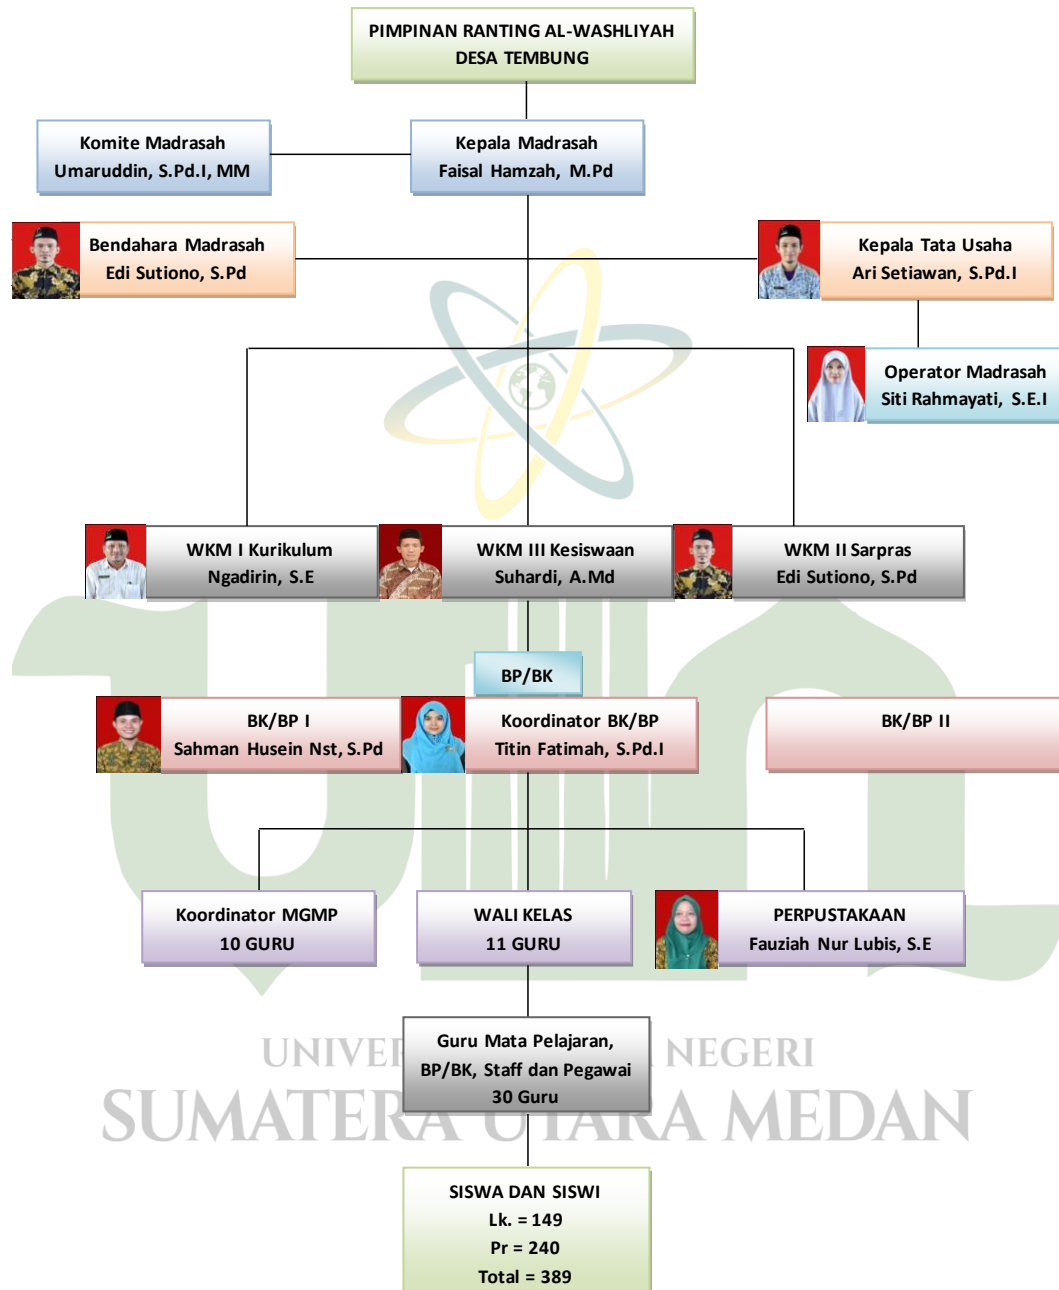 PIMPINAN RANTING AL-WASHLIYAH
DESA TEMBUNG
Komite Madrasah
Umaruddin, S.Pd.I, MM
Kepala Madrasah
Faisal Hamzah, M.Pd
Bendahara Madrasah
Edi Sutiono, S.Pd
Kepala Tata Usaha
Ari Setiawan, S.Pd.I
Operator Madrasah
Siti Rahmayati, S.E.I
WKM I Kurikulum
Ngadirin, S.E
WKM III Kesiswaan
Suhardi, A.Md
WKM II Sarpras
Edi Sutiono, S.Pd
BP/BK
BK/BP I
Sahman Husein Nst, S.Pd
Koordinator BK/BP
Titin Fatimah, S.Pd.I
BK/BP II
Koordinator MGMP
10 GURU
WALI KELAS
11 GURU
PERPUSTAKAAN
Fauziah Nur Lubis, S.E
Guru Mata Pelajaran,
BP/BK, Staff dan Pegawai
30 Guru
UNIVER NEGERI
SUMATERA UTARA MEDAN
SISWA DAN SISWI
Lk. = 149
Pr = 240
Total = 389